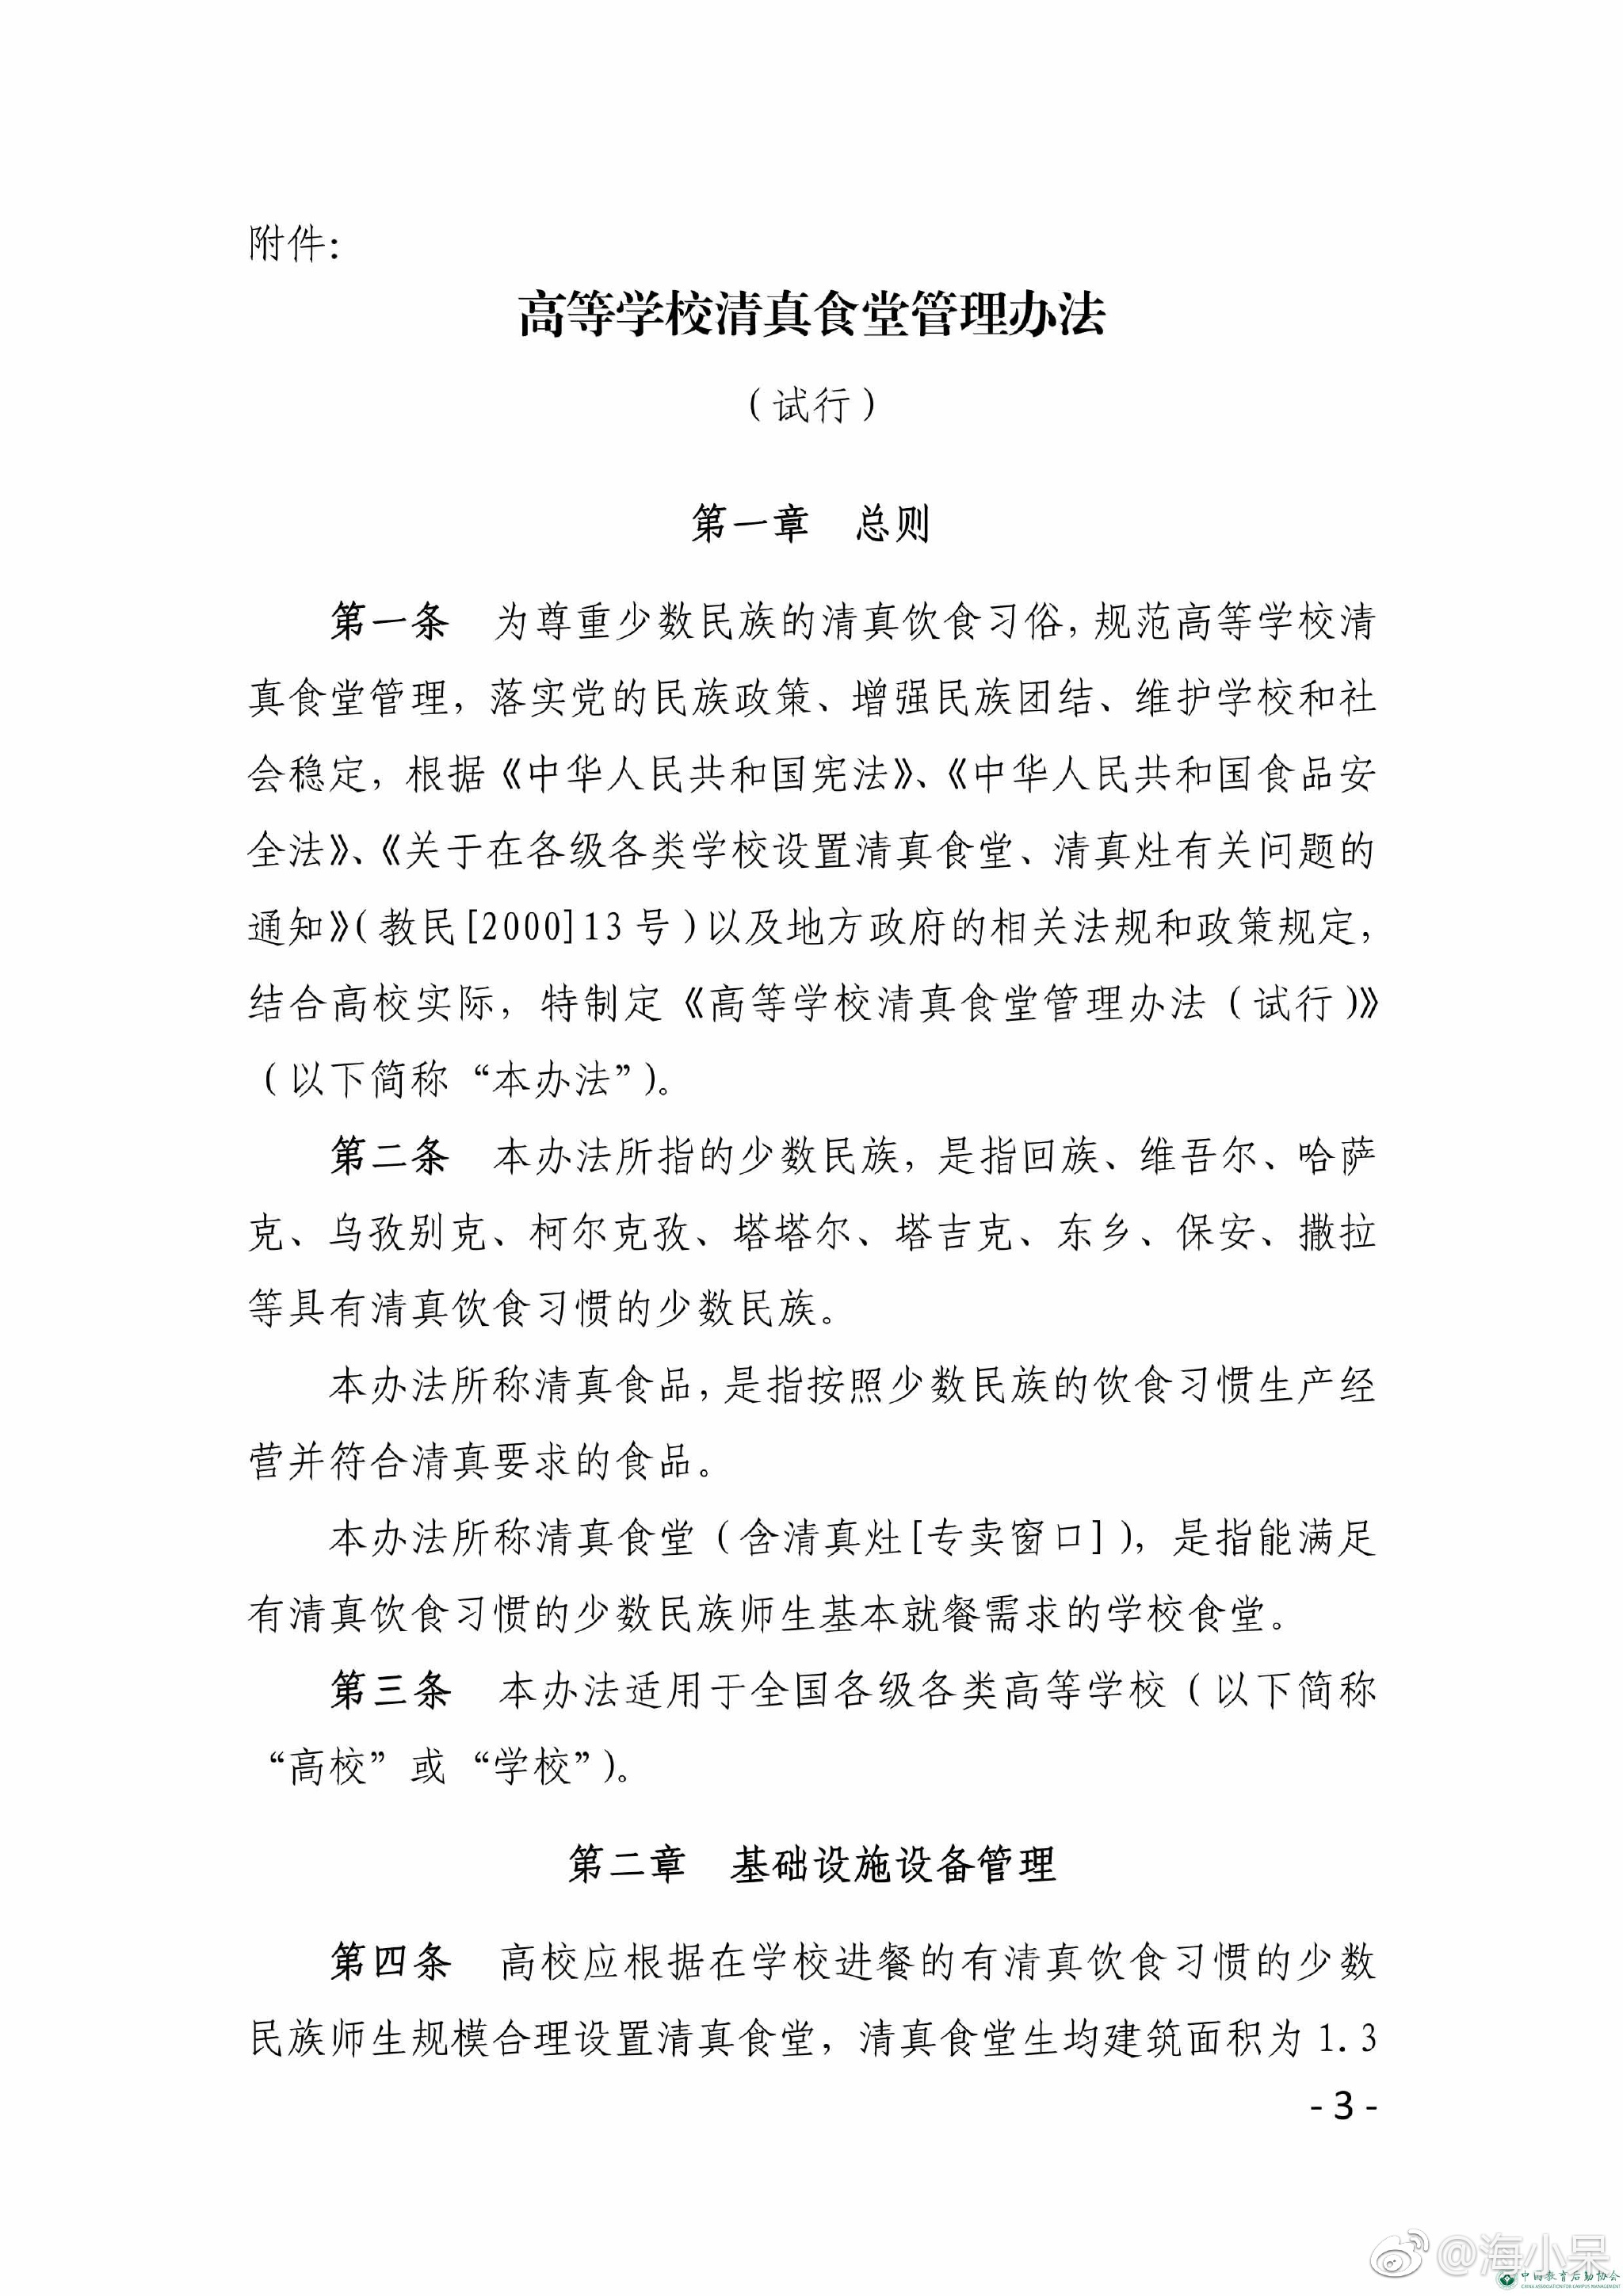 附件：
高等学校清真食堂管理办法
（试行）
第一章　总则
第一条　为尊重少数民族的清真饮食习俗，规范高等学校清
真食堂管理，落实党的民族政策、增强民族团结、维护学校和社
会稳定，根据《中华人民共和国宪法》、《中华人民共和国食品安
全法》、《关于在各级各类学校设置清真食堂、清真灶有关问题的
通知》（教民[2000]13号）以及地方政府的相关法规和政策规定，
结合高校实际，特制定《高等学校清真食堂管理办法（试行）》
（以下简称“本办法”）。
第二条　本办法所指的少数民族，是指回族、维吾尔、哈萨
克、乌孜别克、柯尔克孜、塔塔尔、塔吉克、东乡、保安、撒拉
等具有清真饮食习惯的少数民族。
本办法所称清真食品，是指按照少数民族的饮食习惯生产经
营并符合清真要求的食品。
本办法所称清真食堂（含清真灶[专卖窗口]），是指能满足
有清真饮食习惯的少数民族师生基本就餐需求的学校食堂。
第三条　本办法适用于全国各级各类高等学校（以下简称
“高校”或“学校”）。
第二章　基础设施设备管理
第四条　高校应根据在学校进餐的有清真饮食习惯的少数
民族师生规模合理设置清真食堂，清真食堂生均建筑面积为1.3
- 3 -
@海小呆
中国教育后勤协会
CHINA ASSOCIATION FOR CAMPUS MANAGEMENT